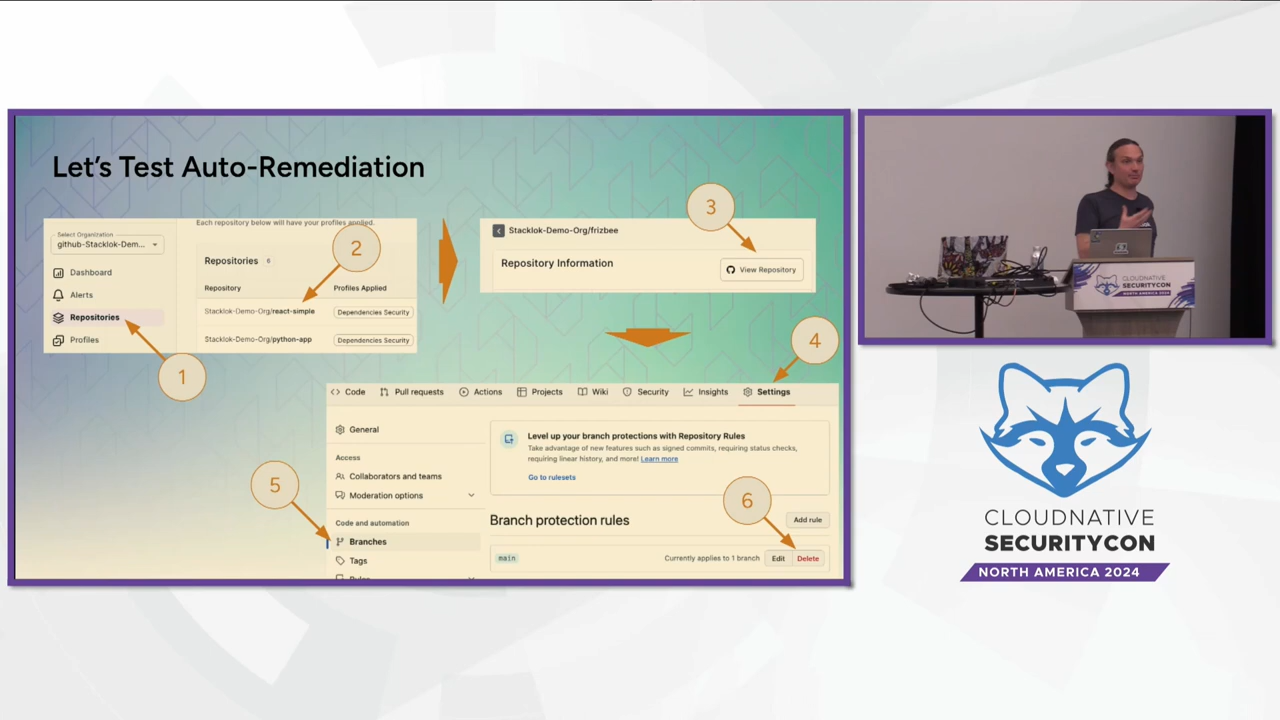 Let's Test Auto-Remediation
Select Organization
github-Stacklok-Dem...
Dashboard
Alerts
Repositories
Profiles
1
Each repository below will have your profiles applied.
Repositories
2
Repository Profiles Applied
Stacklok-Demo-Org/react-simple Dependencies Security
Stacklok-Demo-Org/python-app Dependencies Security
3
Stacklok-Demo-Org/frizbee
Repository Information
View Repository
4
Code Pull requests Actions Projects Wiki Security Insights Settings
General
Access
Collaborators and teams
Moderation options
5
Code and automation
Branches
Tags
Rules
Level up your branch protections with Repository Rules
Take advantage of new features such as signed commits, requiring status checks,
requiring linear history, and more! Learn more
Go to rulesets
6
Branch protection rules
Add rule
main
Currently applies to 1 branch
Edit Delete
CLOUDNATIVE
SECURITYCON
NORTH AMERICA 2024
CLOUDNATIVE
SECURITYCON
NORTH AMERICA 2024